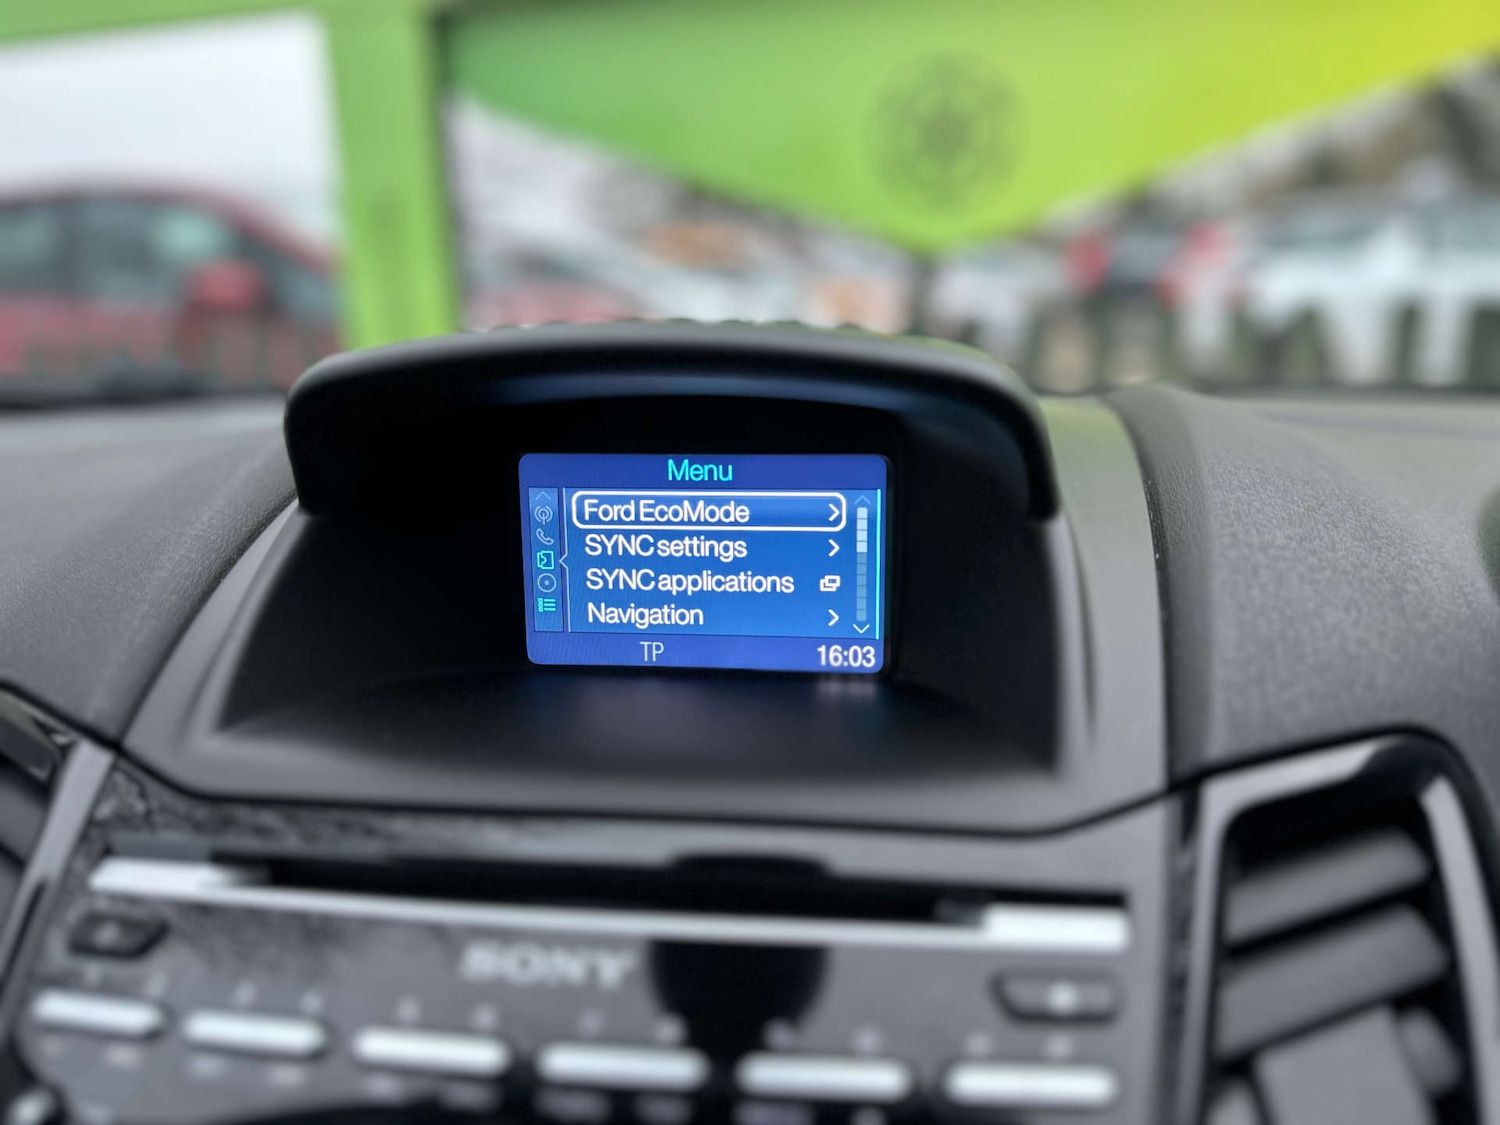 Menu
Ford EcoMode
SYNC settings
SYNC applications
Navigation
TP 16:03
SONY